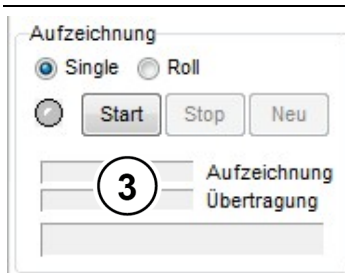 Aufzeichnung
Single Roll
Start Stop Neu
Aufzeichnung
3
Übertragung